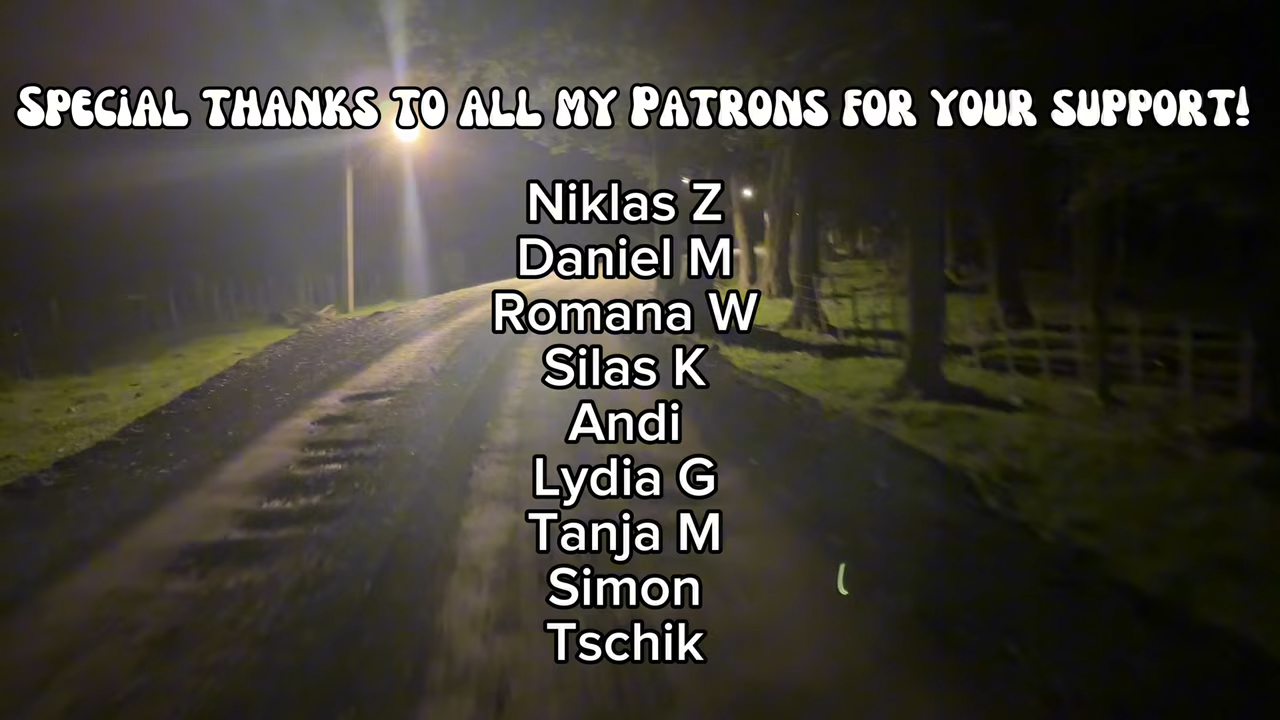 Special thanks to all my Patrons for your support!
Niklas Z
Daniel M
Romana W
Silas K
Andi
Lydia G
Tanja M
Simon
Tschik